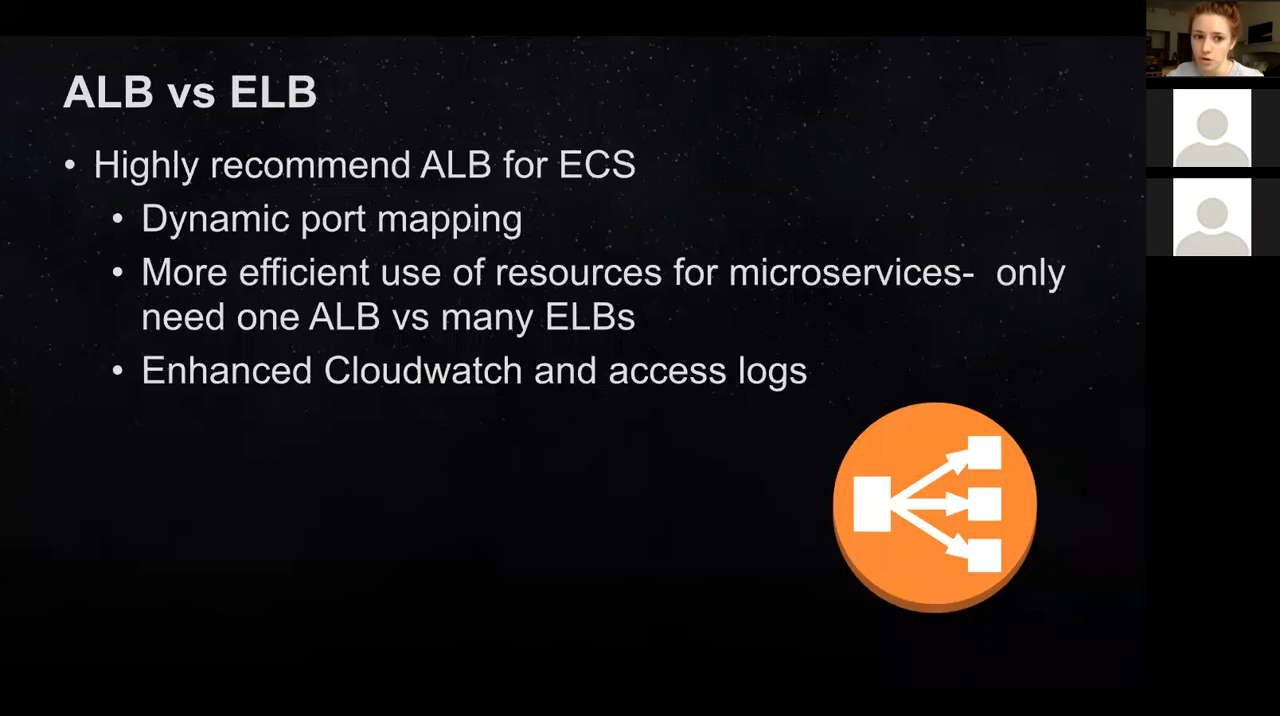 ALB vs ELB
• Highly recommend ALB for ECS
• Dynamic port mapping
• More efficient use of resources for microservices-  only
need one ALB vs many ELBs
• Enhanced Cloudwatch and access logs